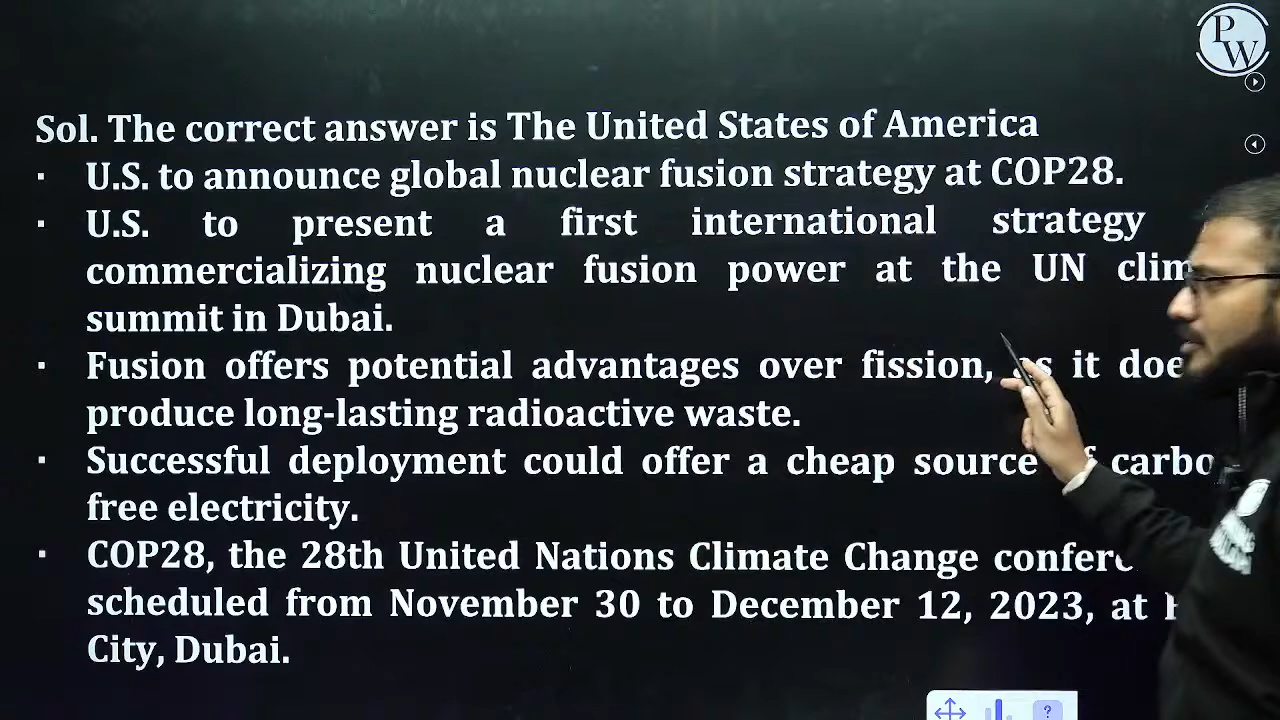 PW
Sol. The correct answer is The United States of America
· U.S. to announce global nuclear fusion strategy at COP28.
· U.S. to present a first international strategy
commercializing nuclear fusion power at the UN
summit in Dubai.
· Fusion offers potential advantages over fission, as it
produce long-lasting radioactive waste.
· Successful deployment could offer a cheap source of
free electricity.
· COP28, the 28th United Nations Climate Change
scheduled from November 30 to December 12, 2023, at
City, Dubai.
?